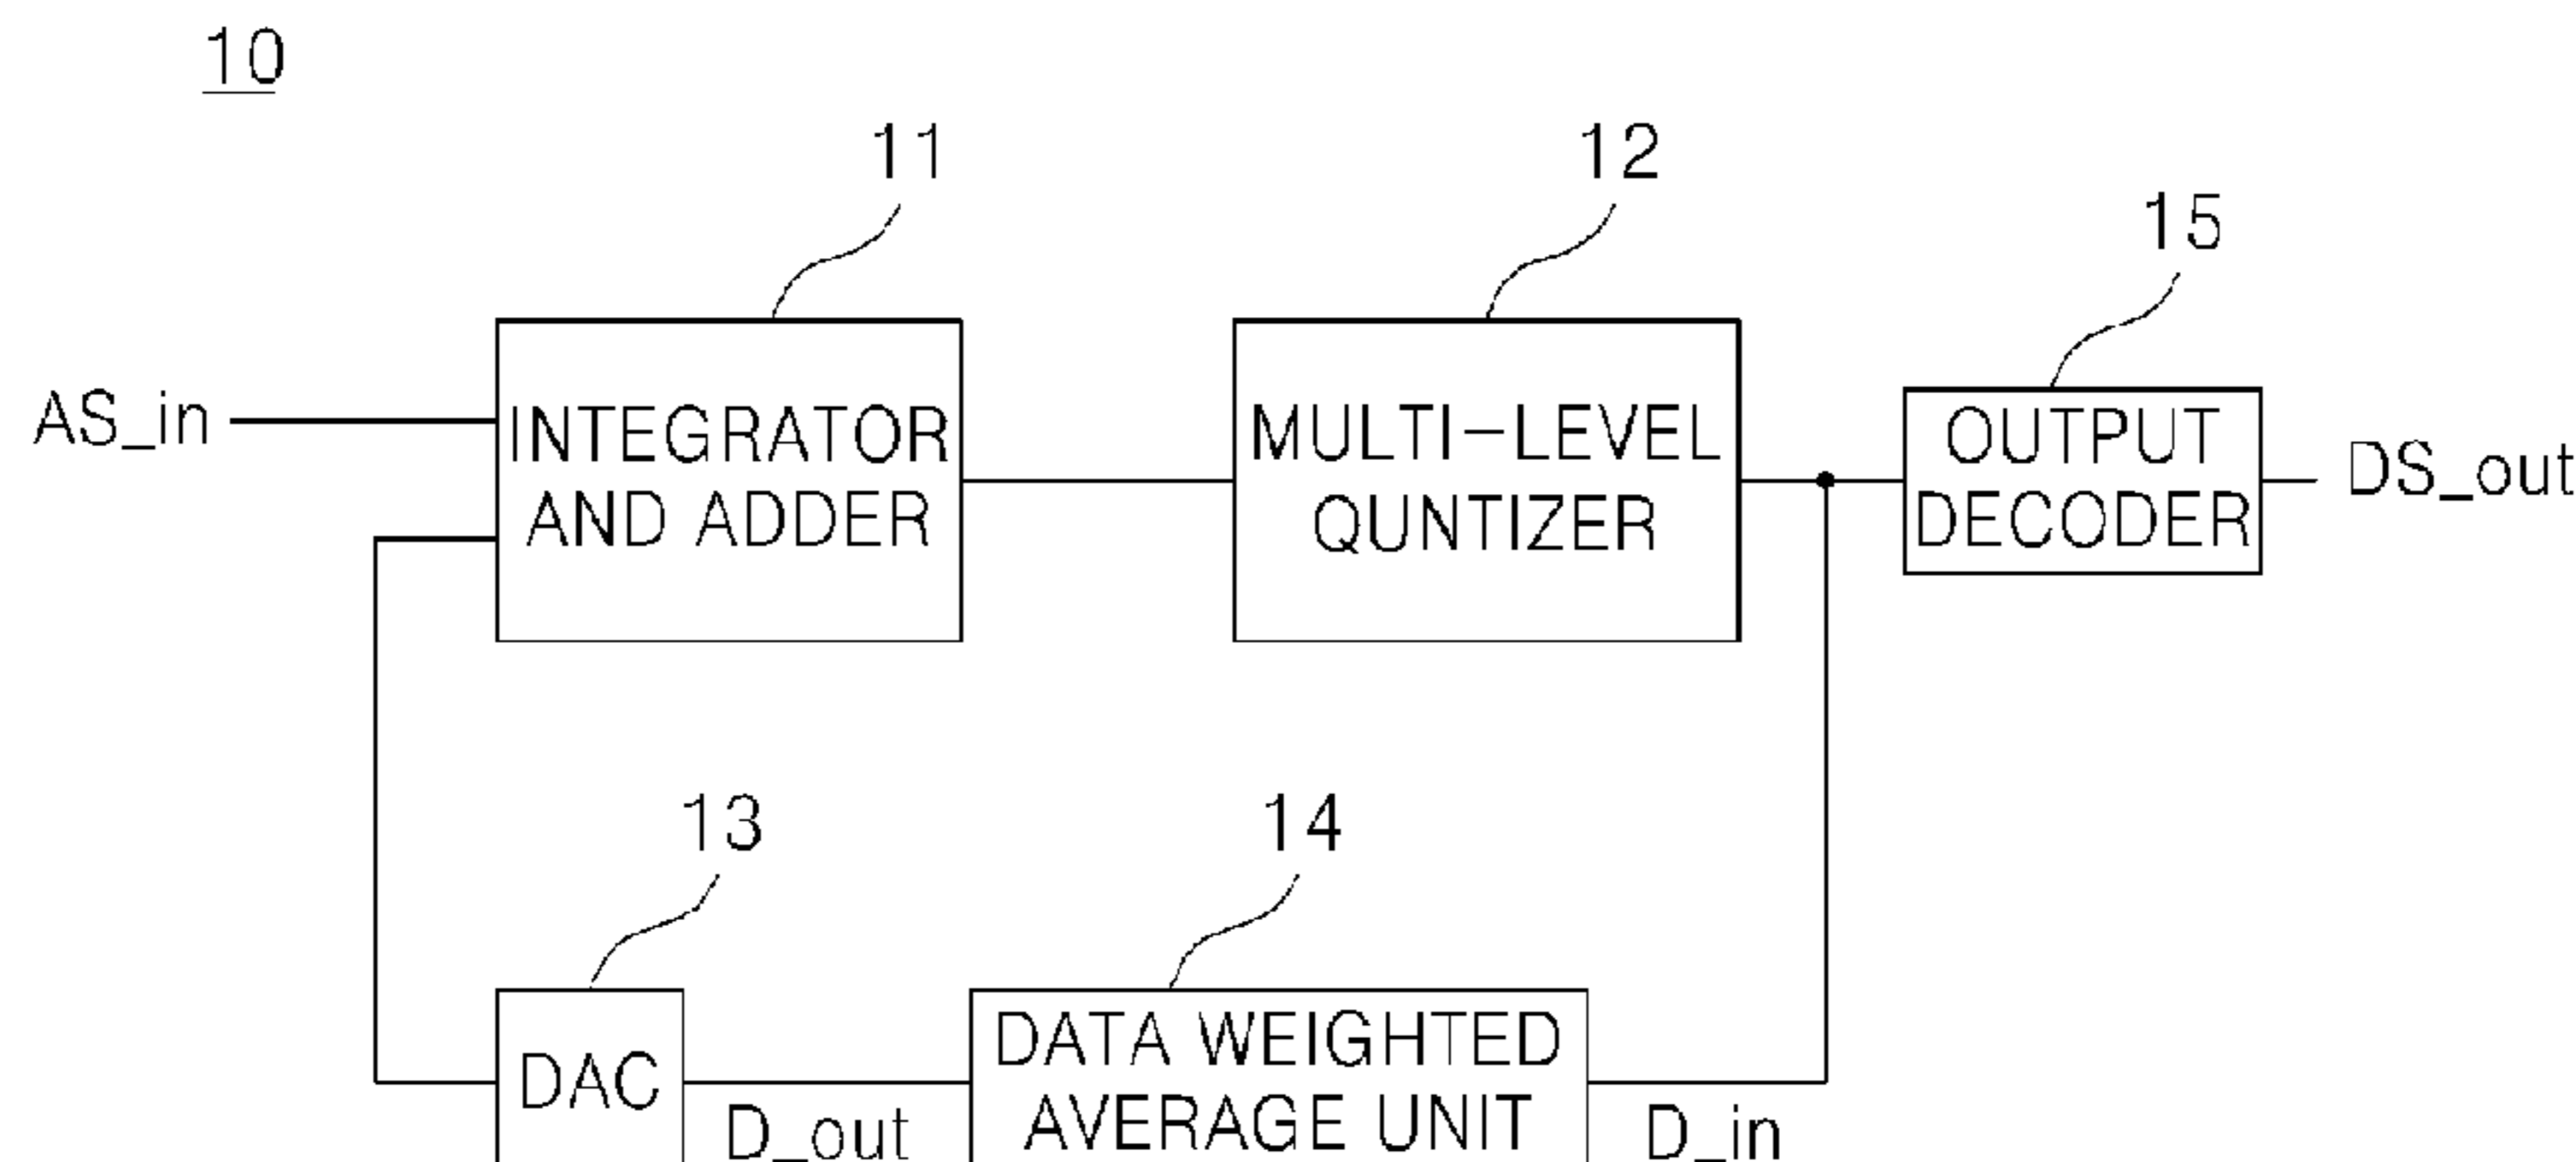 10
11
12
15
AS_in
INTEGRATOR
AND ADDER
MULTI-LEVEL
QUNTIZER
OUTPUT
DECODER
DS_out
13
14
DAC
D_out
DATA WEIGHTED
AVERAGE UNIT
D_in